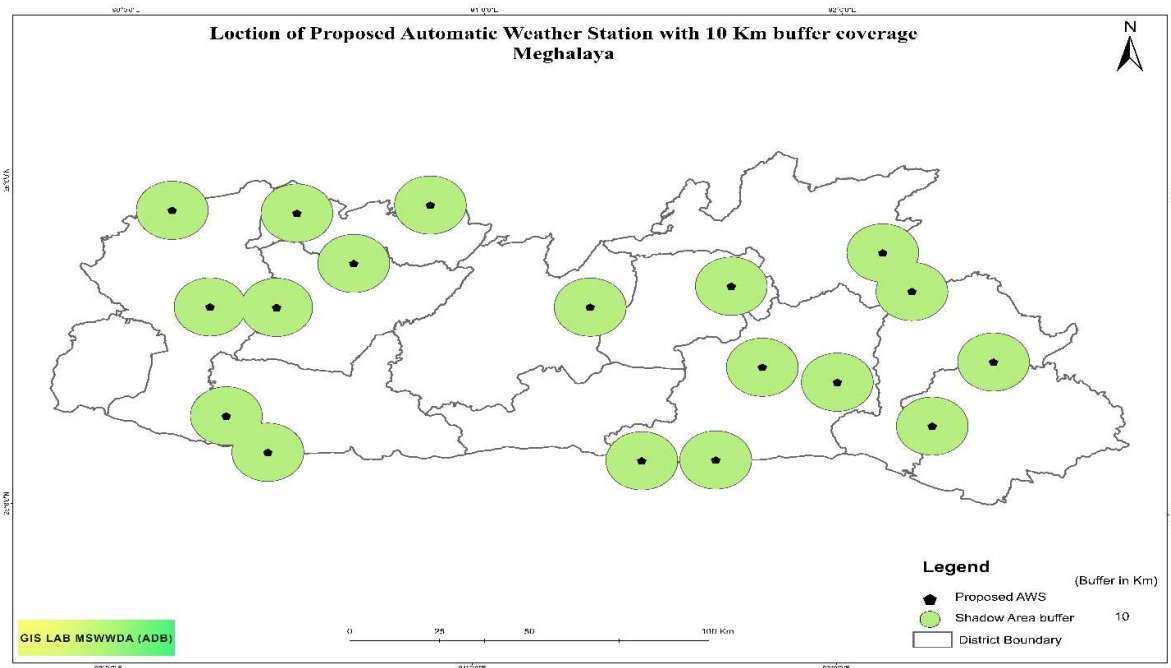 Loction of Proposed Automatic Weather Station with 10 Km buffer coverage
Meghalaya
N
Legend
(Buffer in Km)
Proposed AWS
Shadow Area buffer 10
District Boundary
GIS LAB MSWWDA (ADB)
0 25 50 100 Km